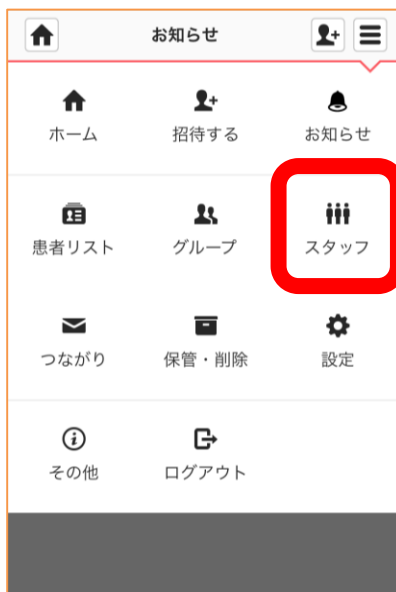 お知らせ
ホーム 招待する お知らせ
患者リスト グループ スタッフ
つながり 保管・削除 設定
その他 ログアウト